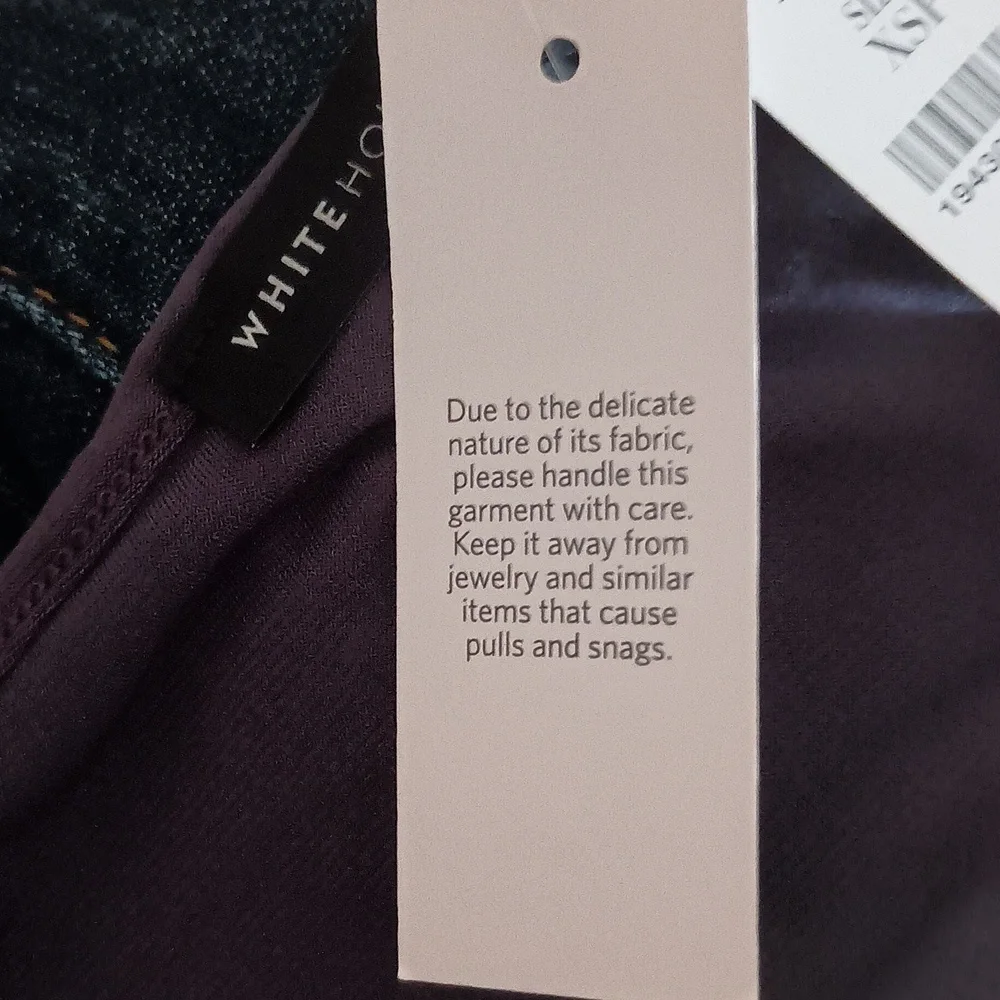 WHITE HO
XSP
1943
Due to the delicate
nature of its fabric,
please handle this
garment with care.
Keep it away from
jewelry and similar
items that cause
pulls and snags.